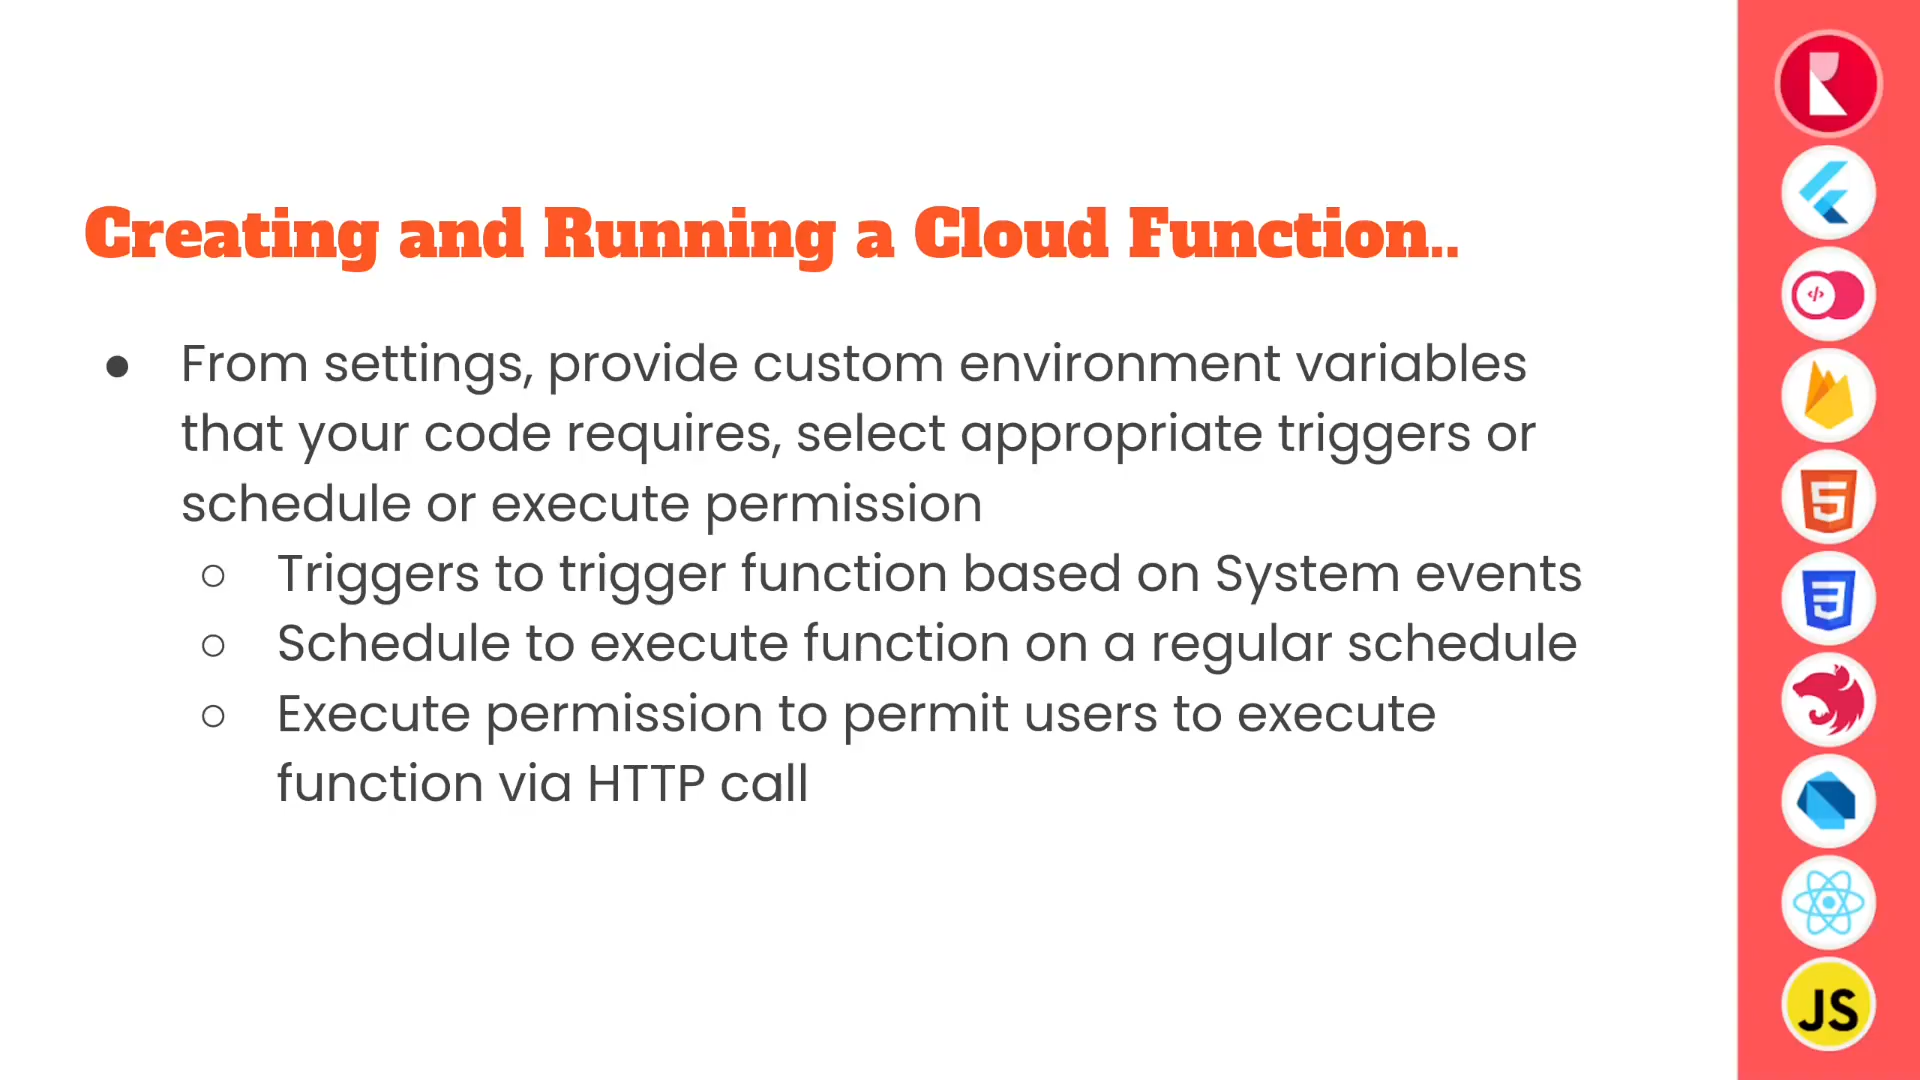 Creating and Running a Cloud Function..
● From settings, provide custom environment variables
that your code requires, select appropriate triggers or
schedule or execute permission
○ Triggers to trigger function based on System events
○ Schedule to execute function on a regular schedule
○ Execute permission to permit users to execute
function via HTTP call
</>
5
3
JS